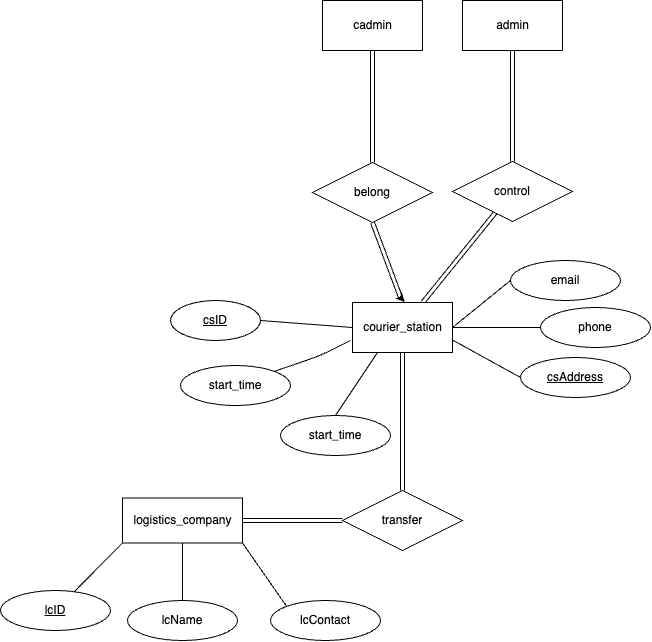 cadmin
admin
belong
control
email
csID
courier_station
phone
start_time
csAddress
start_time
logistics_company
transfer
lcID
lcName
lcContact